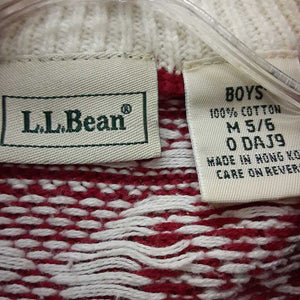 L.L.Bean®
BOYS
100% COTTON
M 5/6
0 DAJ9
MADE IN HONG KO
CARE ON REVER